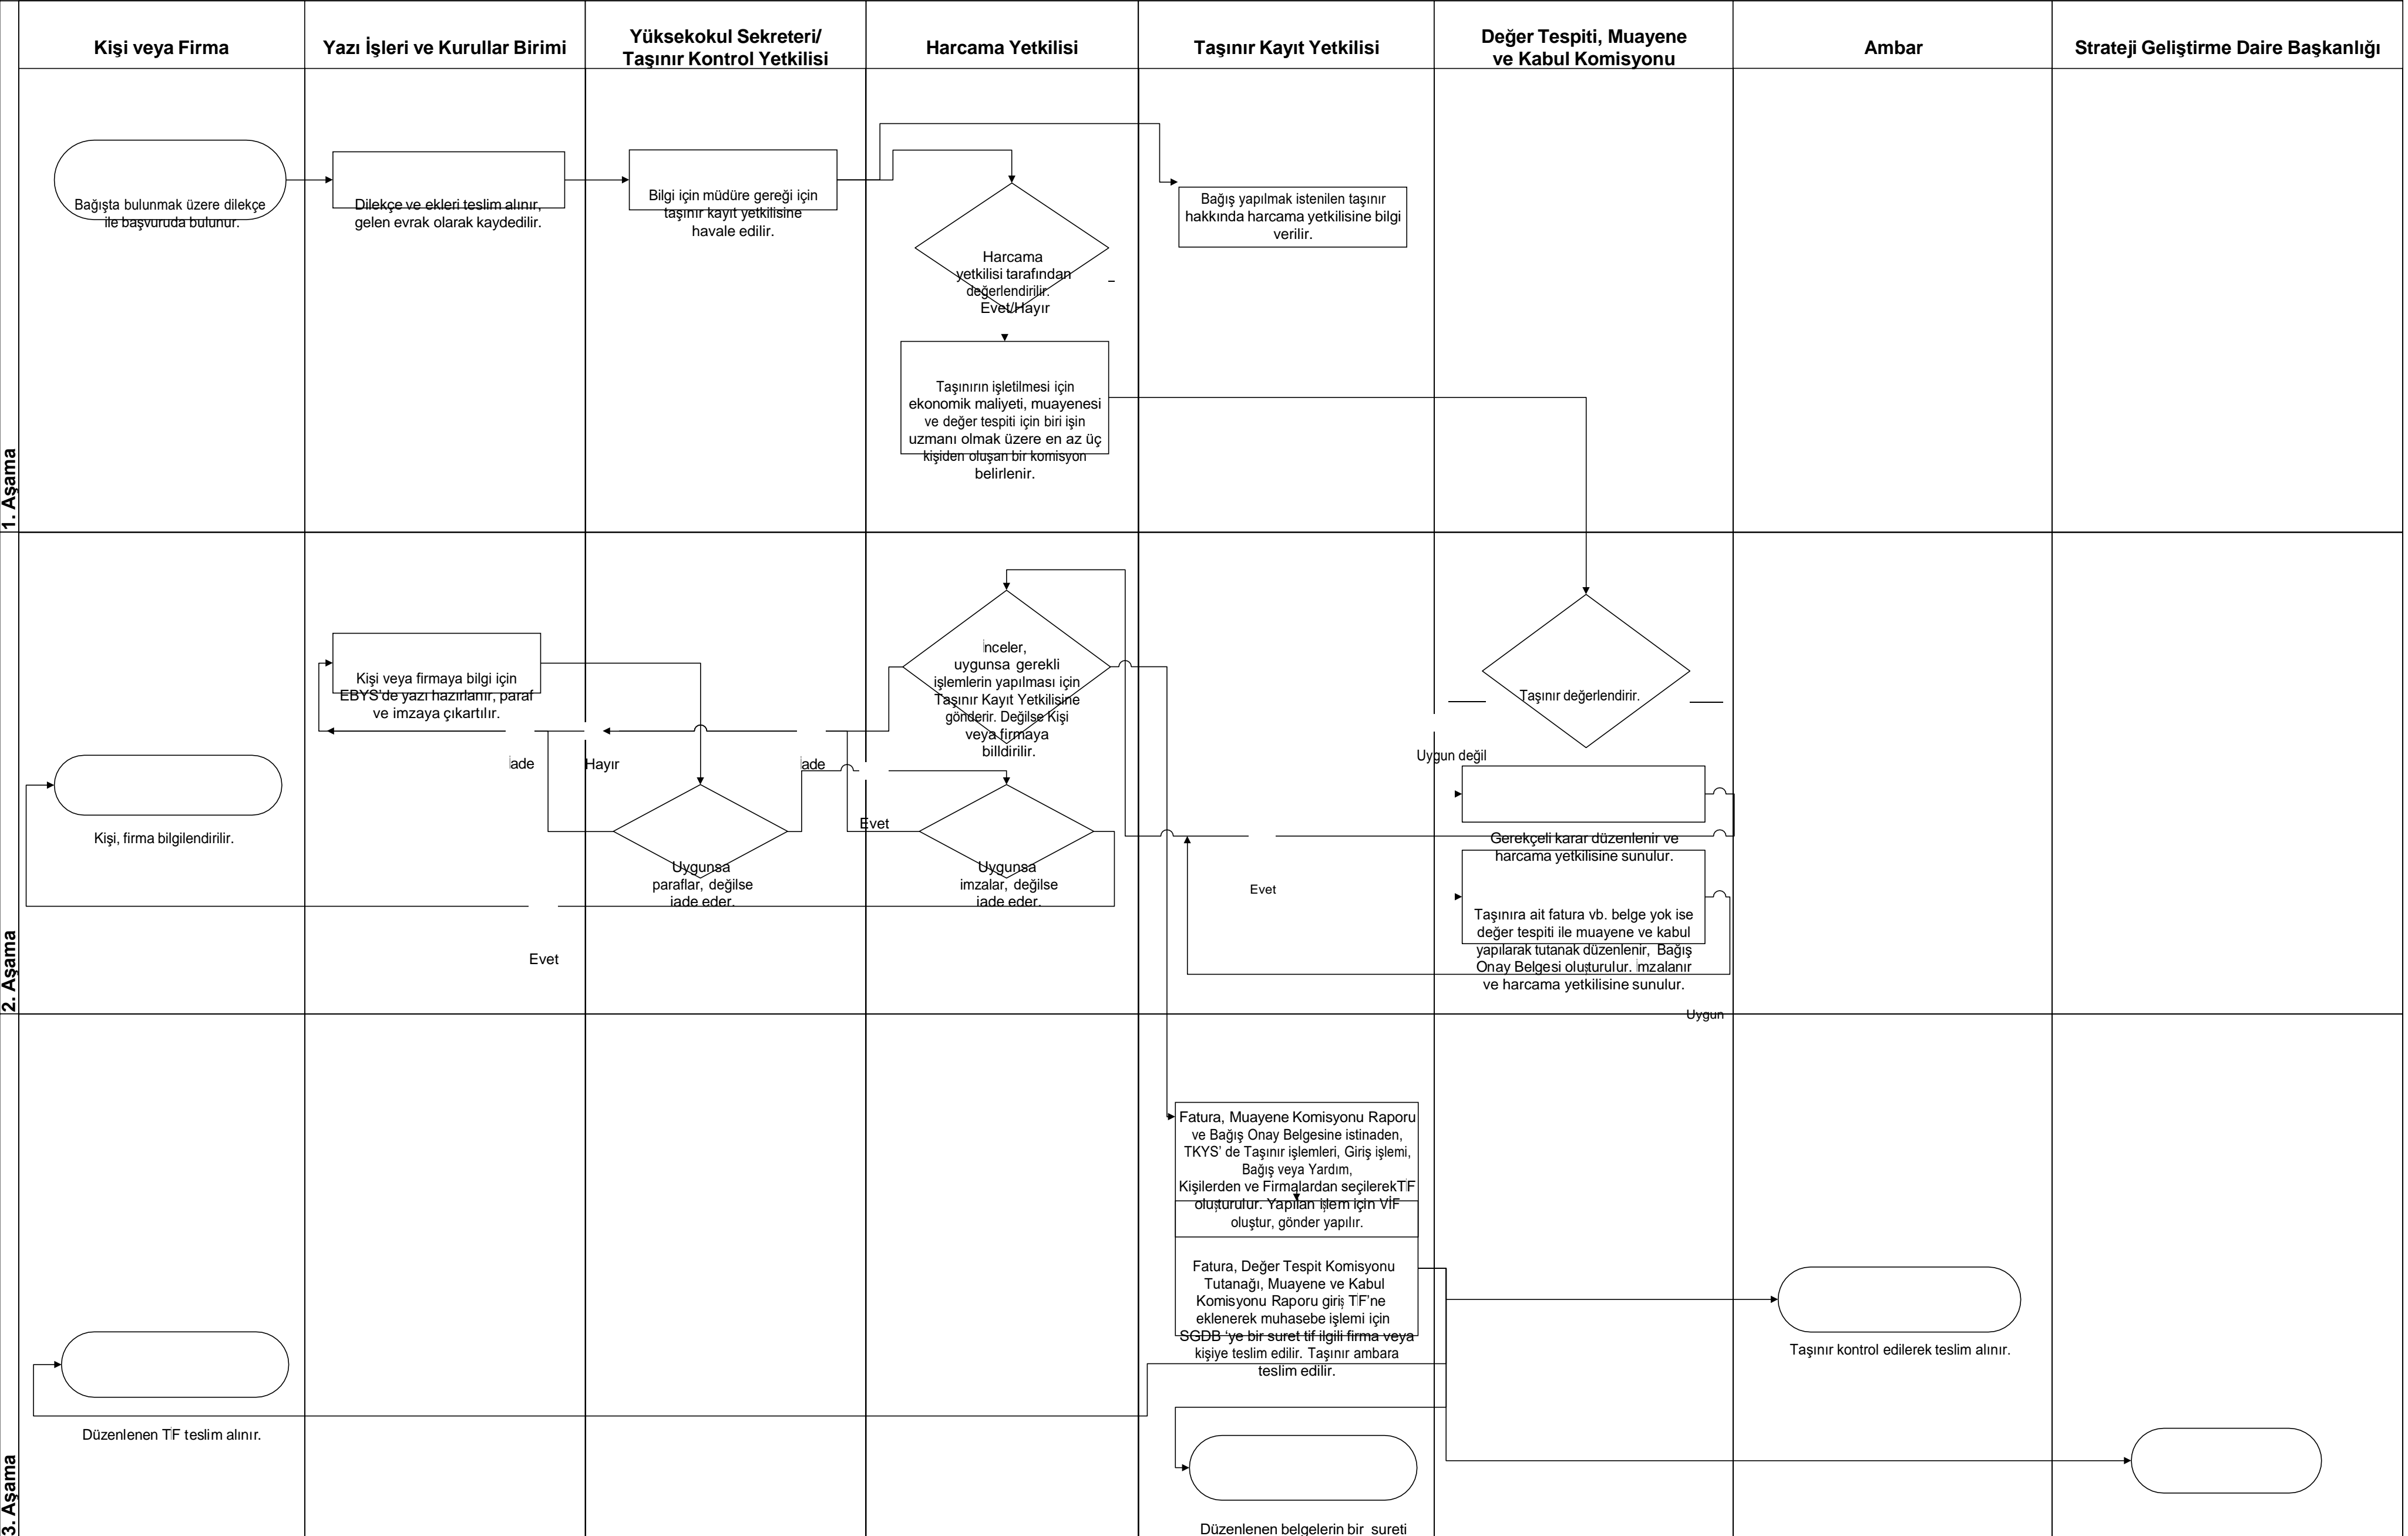 Kişi veya Firma
Yazı İşleri ve Kurullar Birimi
Yüksekokul Sekreteri/
Taşınır Kontrol Yetkilisi
Harcama Yetkilisi
Taşınır Kayıt Yetkilisi
Değer Tespiti, Muayene
ve Kabul Komisyonu
Ambar
Strateji Geliştirme Daire Başkanlığı
1. Aşama
Bağışta bulunmak üzere dilekçe
ile başvuruda bulunur.
Dilekçe ve ekleri teslim alınır,
gelen evrak olarak kaydedilir.
Bilgi için müdüre gereği için
taşınır kayıt yetkilisine
havale edilir.
Harcama
yetkilisi tarafından
değerlendirilir.
Evet/Hayır
Bağış yapılmak istenilen taşınır
hakkında harcama yetkilisine bilgi
verilir.
Taşınırın işletilmesi için
ekonomik maliyeti, muayenesi
ve değer tespiti için biri işin
uzmanı olmak üzere en az üç
kişiden oluşan bir komisyon
belirlenir.
2. Aşama
Kişi veya firmaya bilgi için
EBYS'de yazı hazırlanır, paraf
ve imzaya çıkartılır.
İnceler,
uygunsa gerekli
işlemlerin yapılması için
Taşınır Kayıt Yetkilisine
gönderir. Değilse Kişi
veya firmaya
billdirilir.
Taşınır değerlendirir.
Uygun değil
İade
Hayır
İade
Evet
Kişi, firma bilgilendirilir.
Uygunsa
paraflar, değilse
iade eder.
Uygunsa
imzalar, değilse
iade eder.
Evet
Evet
Gerekçeli karar düzenlenir ve
harcama yetkilisine sunulur.
Taşınıra ait fatura vb. belge yok ise
değer tespiti ile muayene ve kabul
yapılarak tutanak düzenlenir, Bağış
Onay Belgesi oluşturulur. İmzalanır
ve harcama yetkilisine sunulur.
Uygun
3. Aşama
Fatura, Muayene Komisyonu Raporu
ve Bağış Onay Belgesine istinaden,
TKYS' de Taşınır işlemleri, Giriş işlemi,
Bağış veya Yardım,
Kişilerden ve Firmalardan seçilerekTİF
oluşturulur. Yapılan işlem için VİF
oluştur, gönder yapılır.
Fatura, Değer Tespit Komisyonu
Tutanağı, Muayene ve Kabul
Komisyonu Raporu giriş TİF'ne
eklenerek muhasebe işlemi için
SGDB 'ye bir suret tif ilgili firma veya
kişiye teslim edilir. Taşınır ambara
teslim edilir.
Taşınır kontrol edilerek teslim alınır.
Düzenlenen TİF teslim alınır.
Düzenlenen belgelerin bir sureti